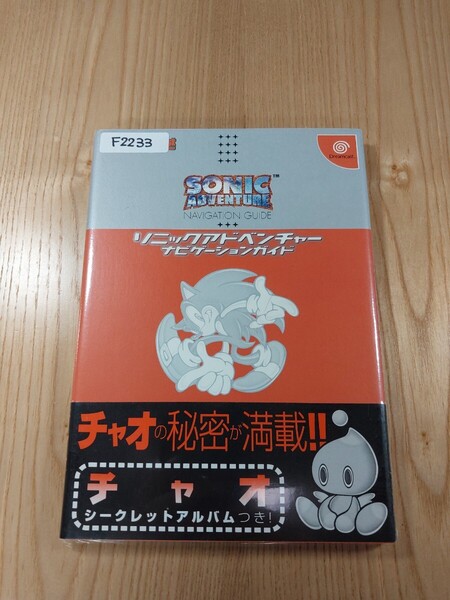 F2233
Dreamcast
SONIC
ADVENTURE™
NAVIGATION GUIDE
ソニックアドベンチャー
ナビゲーションガイド
チャオの秘密が満載!!
チャオ
シークレットアルバムつき!